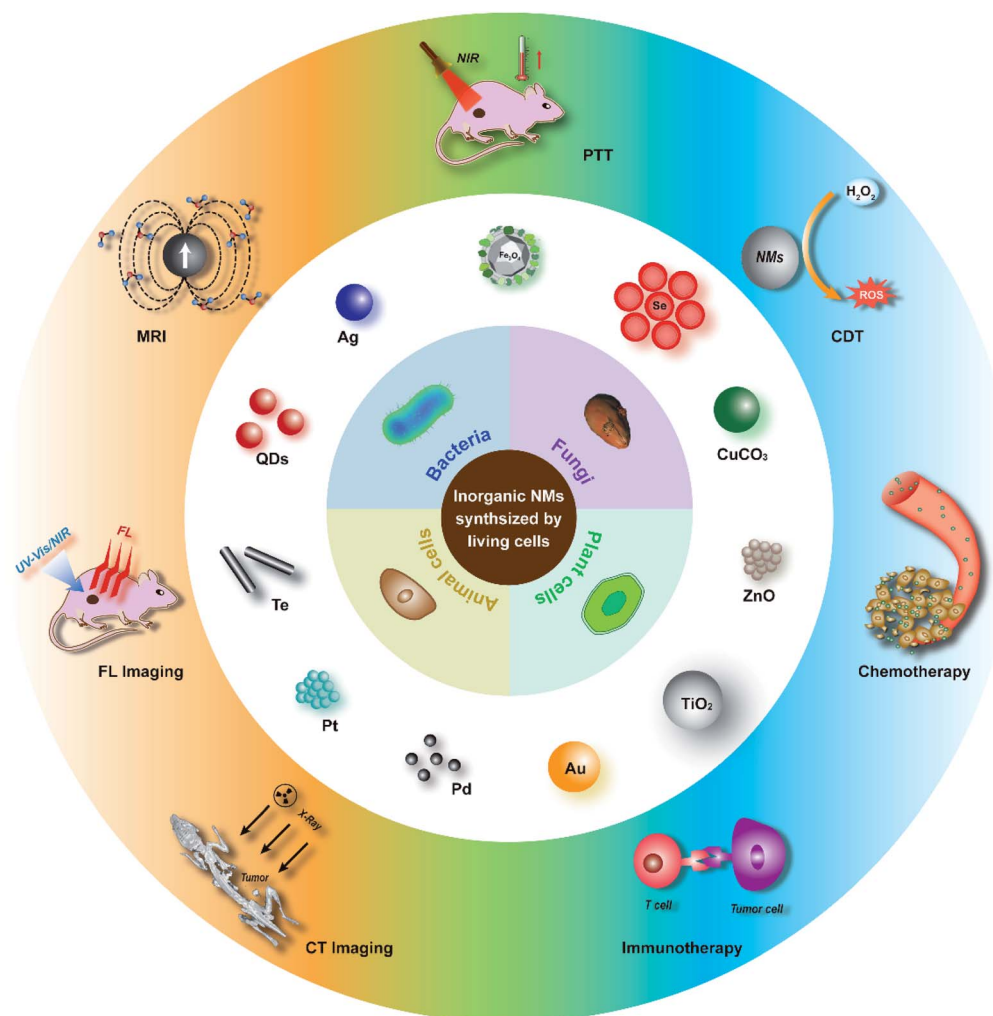 NIR
PTT
H₂O₂
NMs
ROS
CDT
MRI
Fe₃O₄
Se
Ag
CuCO₃
QDs
Bacteria
Fungi
Inorganic NMs
synthsized by
living cells
Animal cells
Plant cells
UV-Vis/NIR
FL
FL Imaging
Te
ZnO
Chemotherapy
TiO₂
Pt
Pd
Au
X-Ray
Tumor
CT Imaging
T cell
Tumor cell
Immunotherapy